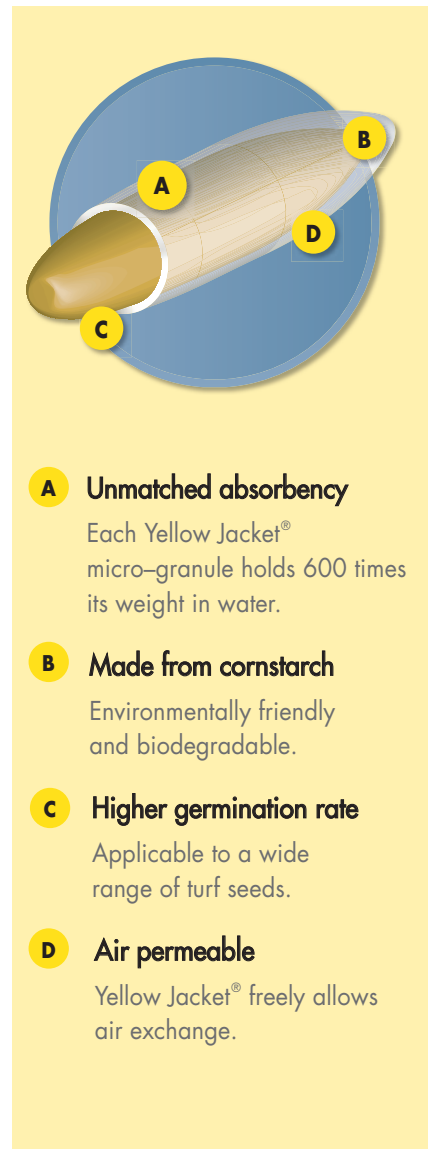 B
A
D
C
A Unmatched absorbency
Each Yellow Jacket®
micro–granule holds 600 times
its weight in water.
B Made from cornstarch
Environmentally friendly
and biodegradable.
C Higher germination rate
Applicable to a wide
range of turf seeds.
D Air permeable
Yellow Jacket® freely allows
air exchange.